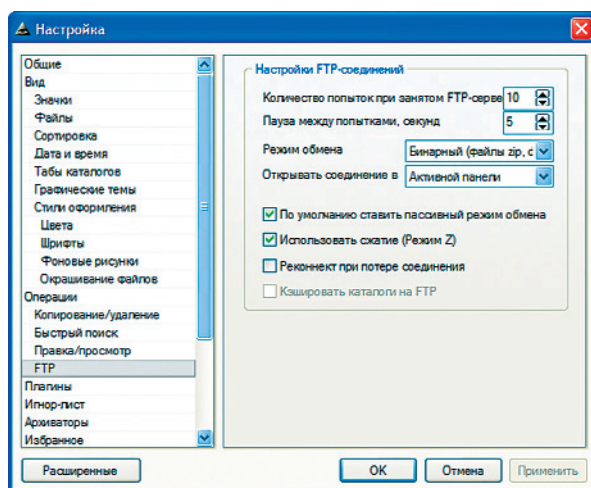 Настройка
Общие
Вид
Значки
Файлы
Сортировка
Дата и время
Табы каталогов
Графические темы
Стили оформления
Цвета
Шрифты
Фоновые рисунки
Окрашивание файлов
Операции
Копирование/удаление
Быстрый поиск
Правка/просмотр
FTP
Плагины
Игнор-лист
Архиваторы
Избранное
Настройки FTP-соединений
Количество попыток при занятом FTP-серве 10
Пауза между попытками, секунд 5
Режим обмена Бинарный (файлы zip, c
Открывать соединение в Активной панели
По умолчанию ставить пассивный режим обмена
Использовать сжатие (Режим Z)
Реконнект при потере соединения
Кэшировать каталоги на FTP
Расширенные
OK
Отмена
Применить